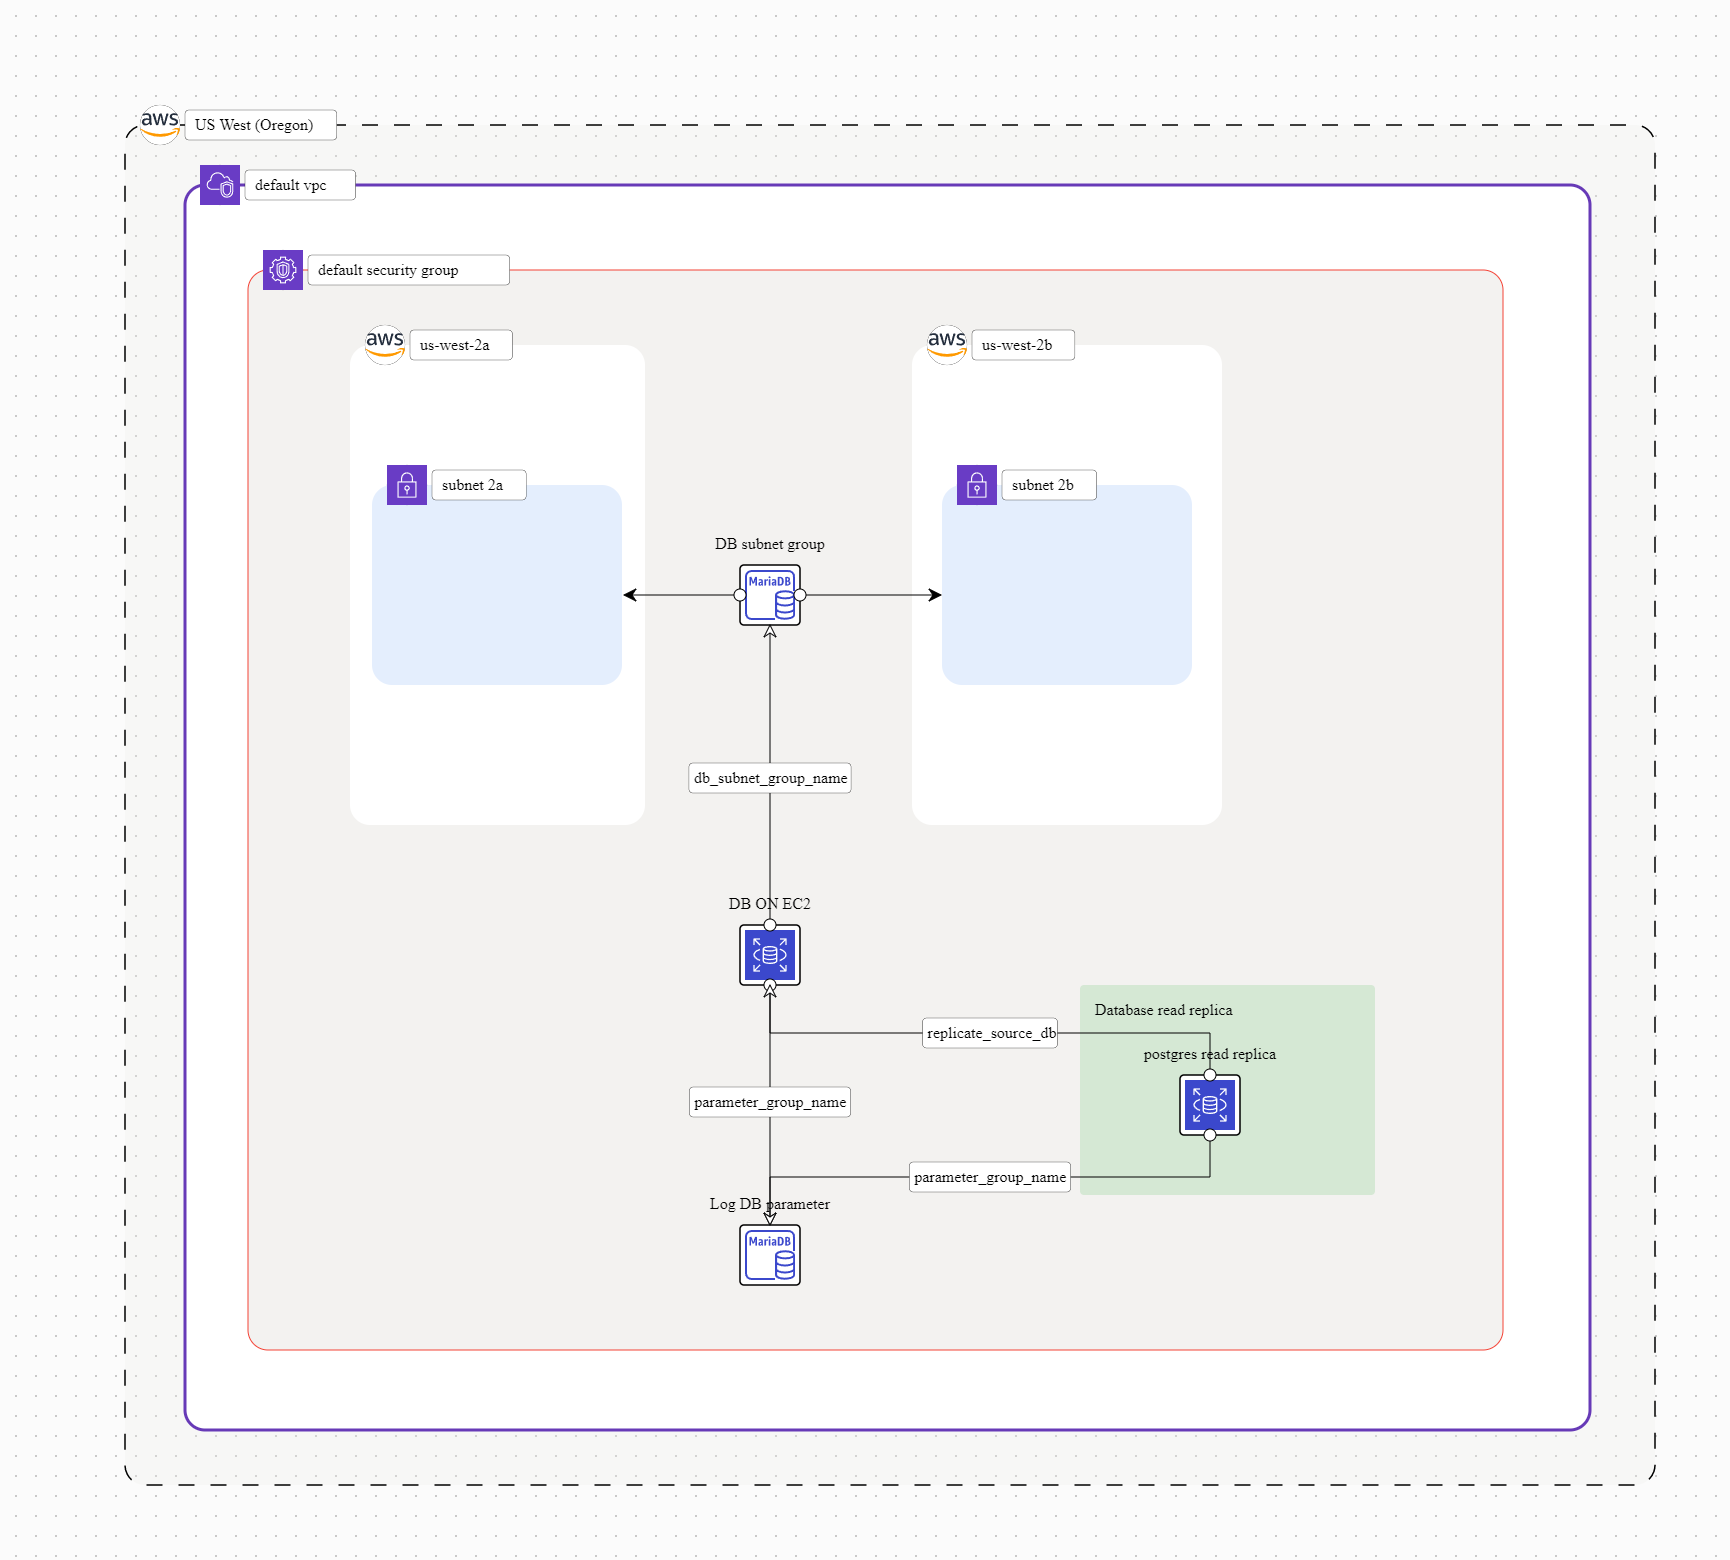 aws US West (Oregon)
default vpc
default security group
aws us-west-2a
aws us-west-2b
subnet 2a
subnet 2b
DB subnet group
MariaDB
db_subnet_group_name
DB ON EC2
Database read replica
replicate_source_db
postgres read replica
parameter_group_name
parameter_group_name
Log DB parameter
MariaDB